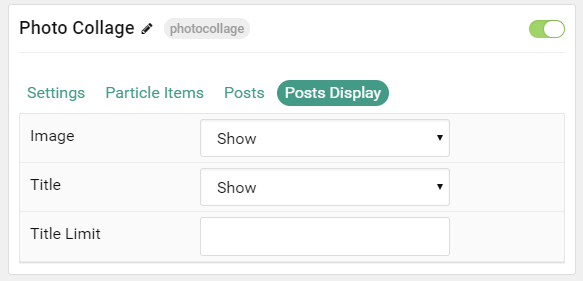 Photo Collage photocollage
Settings Particle Items Posts Posts Display
Image Show
Title Show
Title Limit